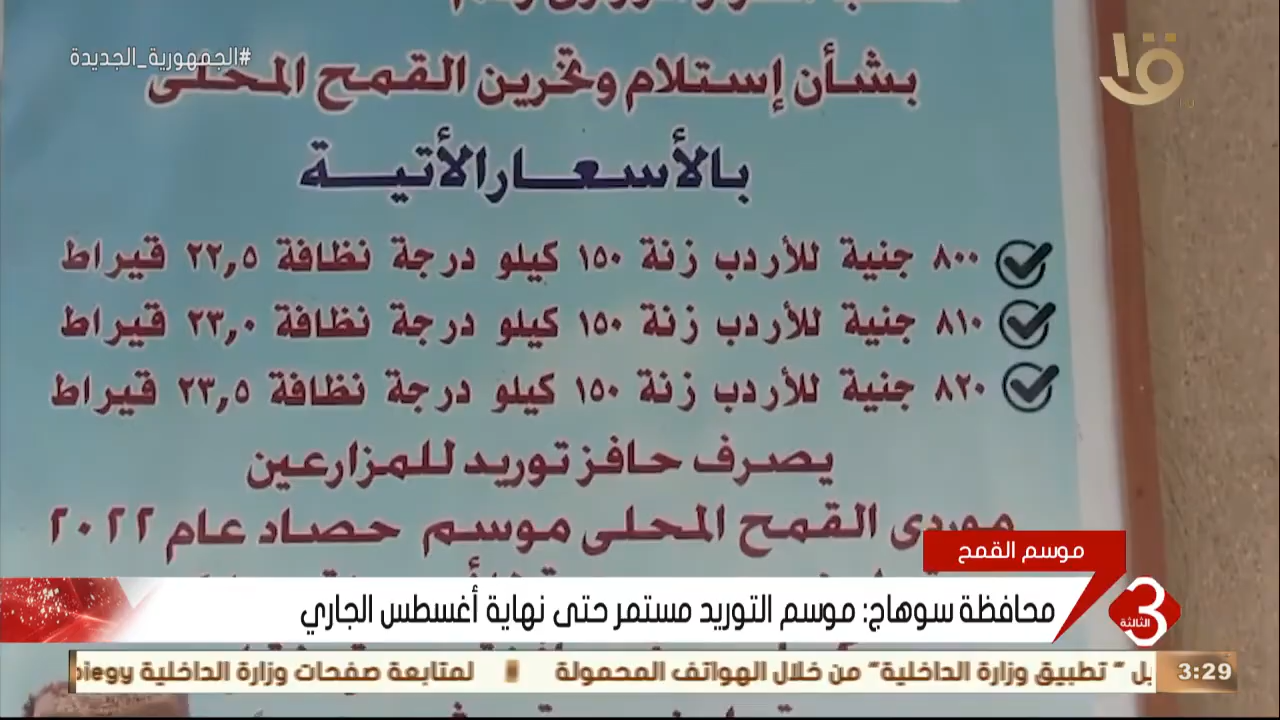 #الجمهورية_الجديدة
بشأن إستلام وتخزين القمح المحلى
بالأسعار الأتية
٨٠٠ جنية للأردب زنة ١٥٠ كيلو درجة نظافة ٢٢,٥ قيراط
٨١٠ جنية للأردب زنة ١٥٠ كيلو درجة نظافة ٢٣,٠ قيراط
٨٢٠ جنية للأردب زنة ١٥٠ كيلو درجة نظافة ٢٣,٥ قيراط
يصرف حافز توريد للمزارعين
موردى القمح المحلى موسم حصاد عام ٢٠٢٢
موسم القمح
محافظة سوهاج: موسم التوريد مستمر حتى نهاية أغسطس الجاري
3 الثالثة
"تطبيق وزارة الداخلية" من خلال الهواتف المحمولة لمتابعة صفحات وزارة الداخلية
3:29